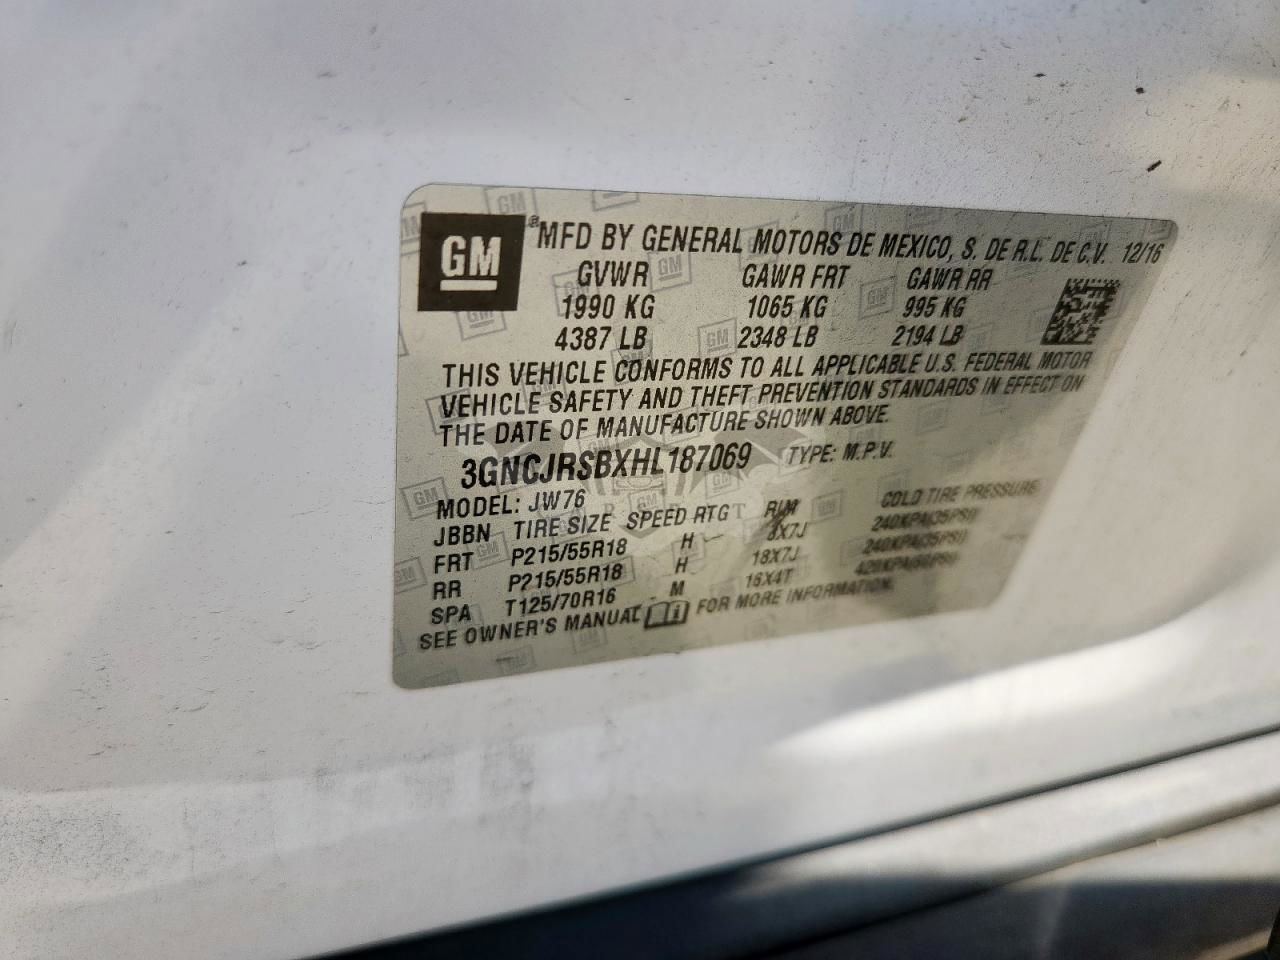 GM ® MFD BY GENERAL MOTORS DE MEXICO, S. DE R.L. DE C.V. 12/16
GVWR GAWR FRT GAWR RR
1990 KG 1065 KG 995 KG
4387 LB 2348 LB 2194 LB
THIS VEHICLE CONFORMS TO ALL APPLICABLE U.S. FEDERAL MOTOR
VEHICLE SAFETY AND THEFT PREVENTION STANDARDS IN EFFECT ON
THE DATE OF MANUFACTURE SHOWN ABOVE.
3GNCJRSBXHL187069 TYPE: M.P.V.
MODEL: JW76
JBBN TIRE SIZE SPEED RTG RIM COLD TIRE PRESSURE
FRT P215/55R18 H 8X7J 240KPA(35PSI)
RR P215/55R18 H 18X7J 240KPA(35PSI)
SPA T125/70R16 M 16X4T 420KPA(60PSI)
SEE OWNER'S MANUAL FOR MORE INFORMATION.